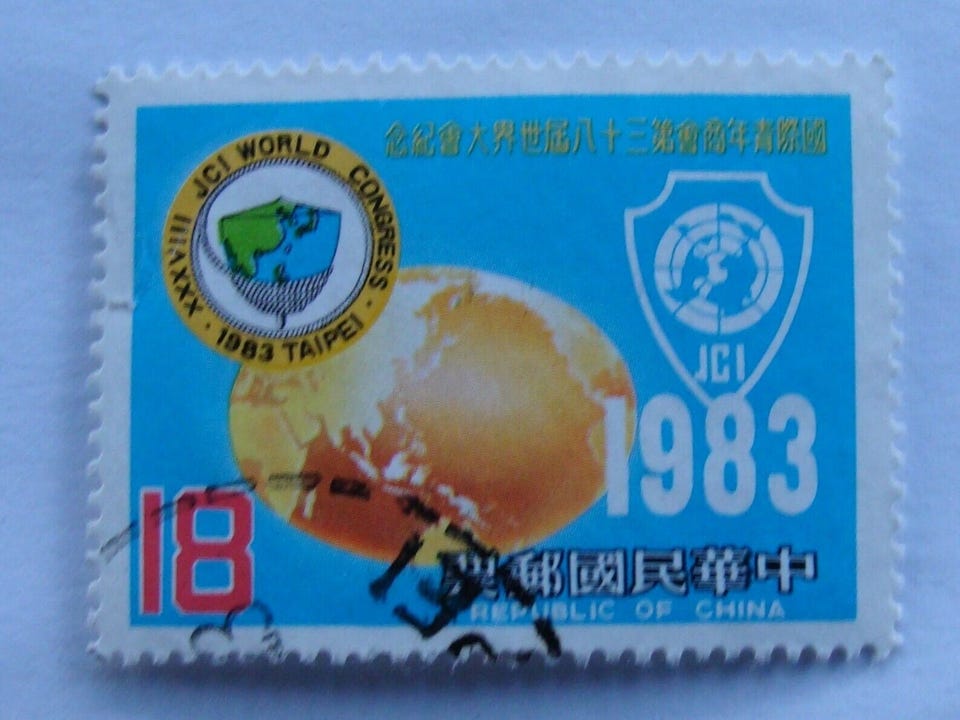 國際青年商會第三十八屆世界大會紀念
XXXVIII JCI WORLD CONGRESS · 1983 TAIPEI ·
JCI
1983
18
中華民國郵票
REPUBLIC OF CHINA